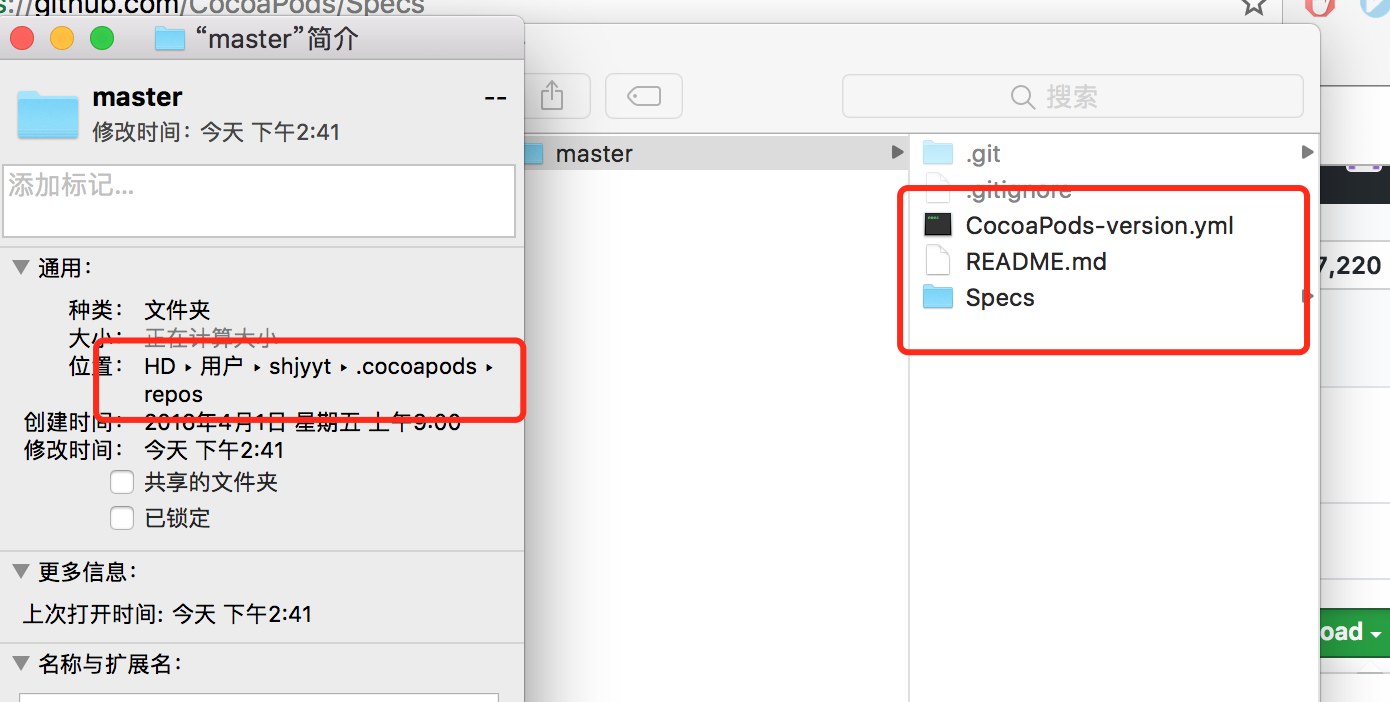 s://github.com/CocoaPods/Specs
“master”简介
master
--
修改时间：今天 下午2:41
添加标记...
通用：
种类： 文件夹
大小： 正在计算大小
位置： HD ▸ 用户 ▸ shjyyt ▸ .cocoapods ▸
repos
创建时间： 2016年4月1日 星期五 上午9:00
修改时间： 今天 下午2:41
共享的文件夹
已锁定
更多信息：
上次打开时间: 今天 下午2:41
名称与扩展名：
搜索
master
.git
.gitignore
CocoaPods-version.yml
README.md
Specs
7,220
oad